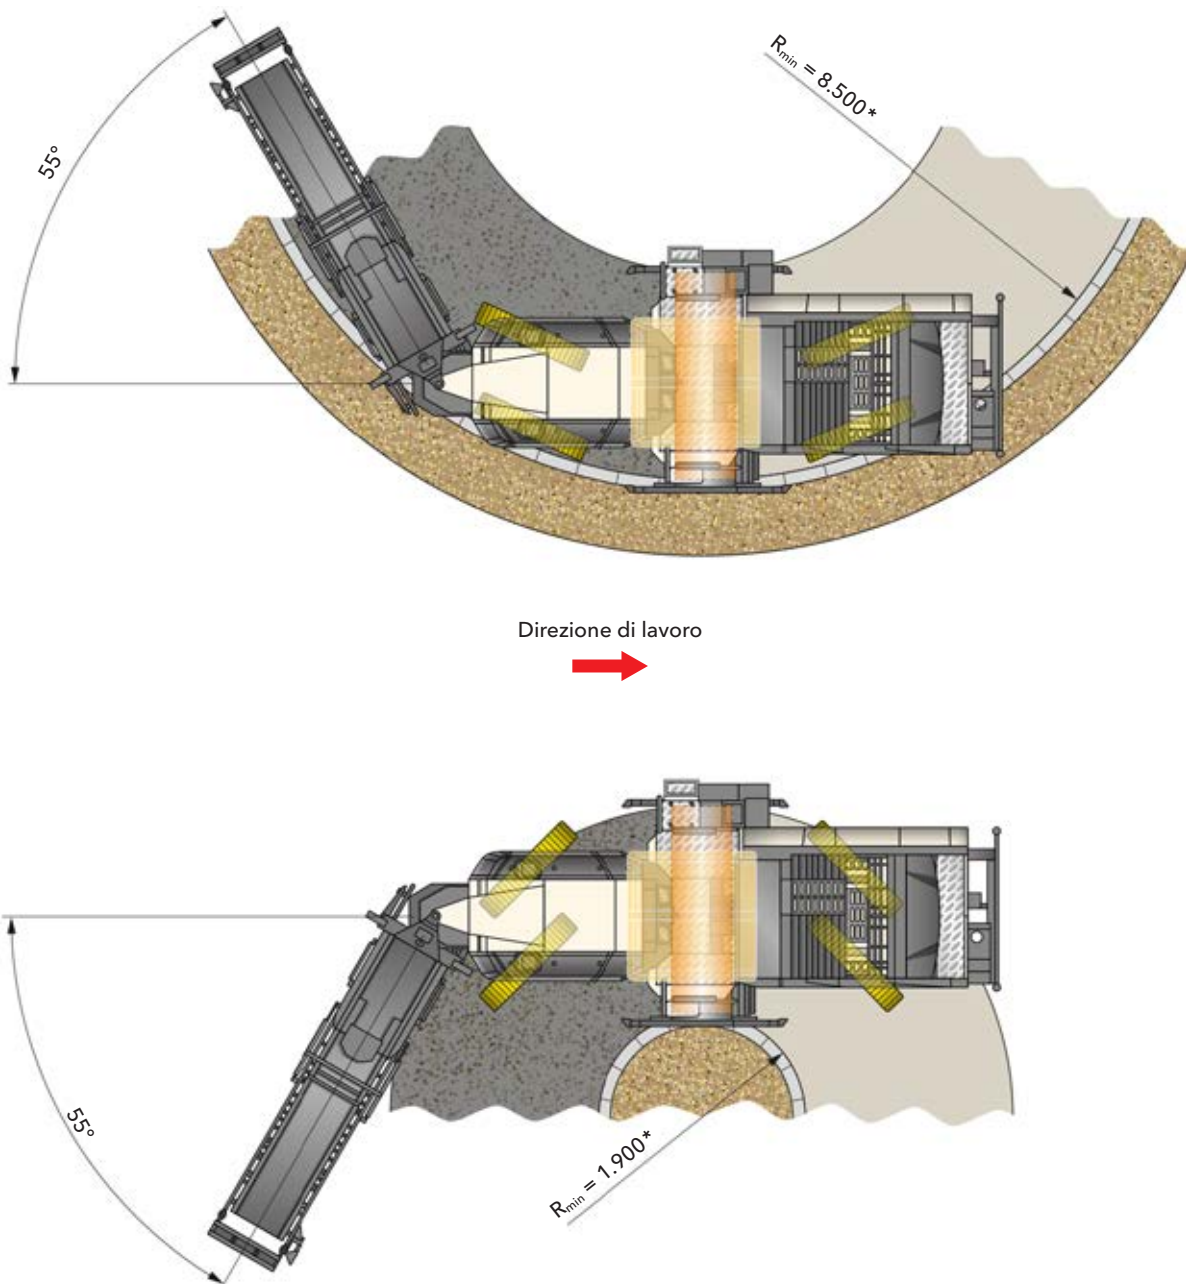 55°
Rmin = 8.500*
Direzione di lavoro
55°
Rmin = 1.900*